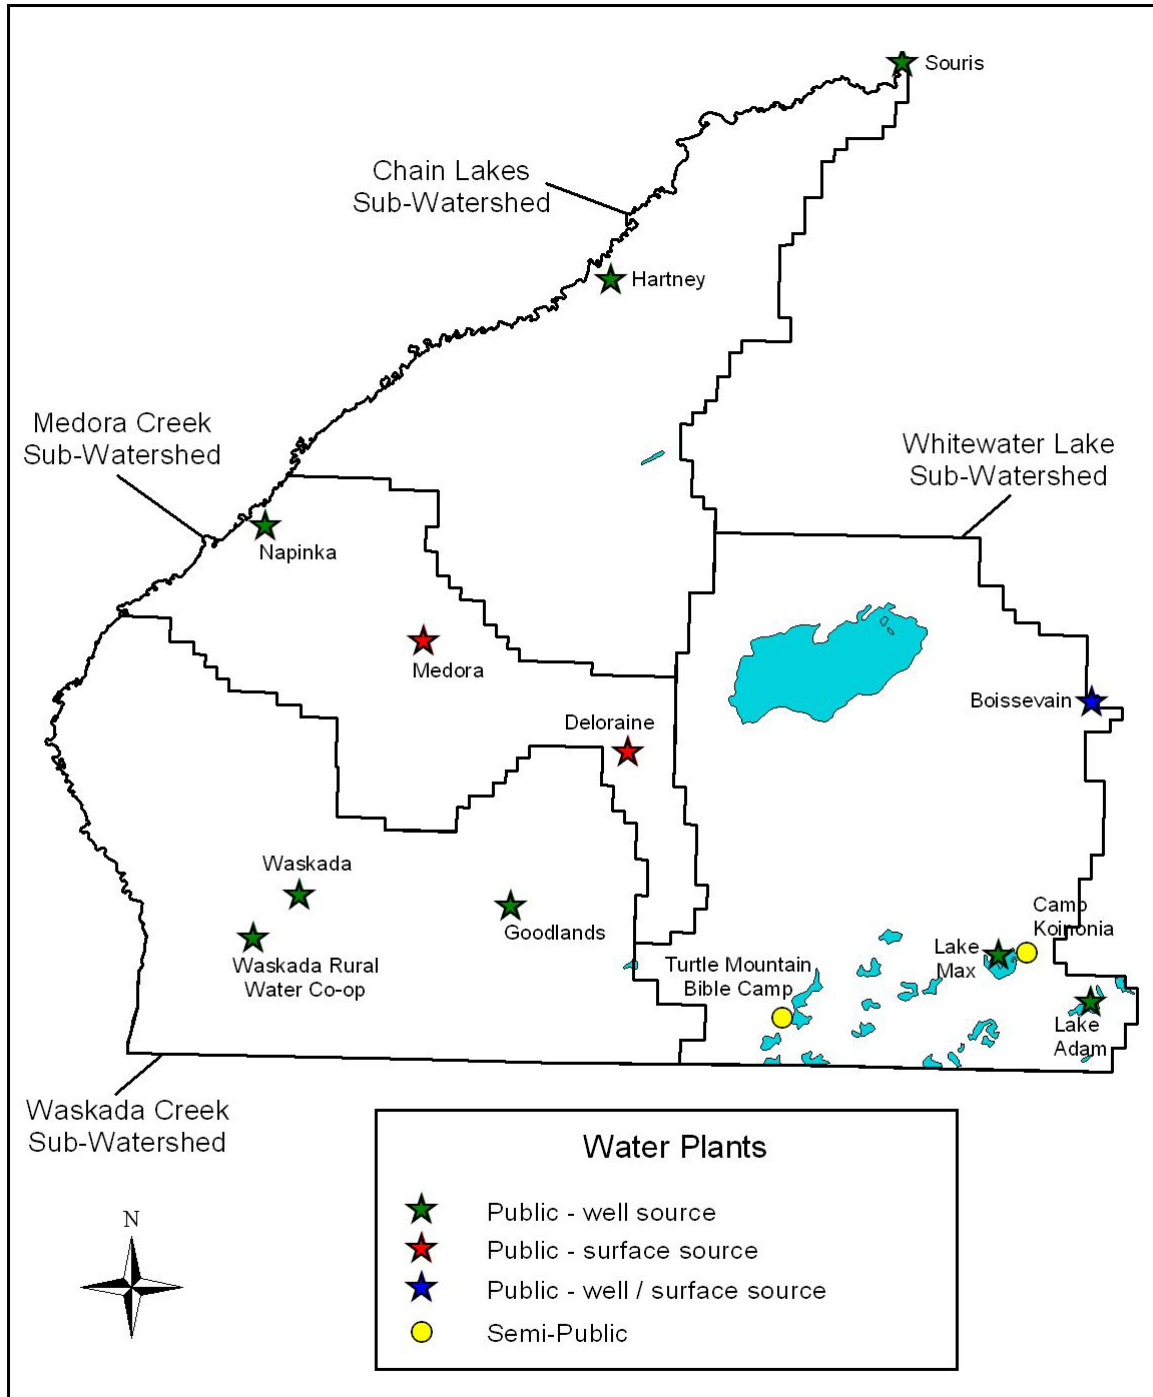 Souris
Chain Lakes
Sub-Watershed
Hartney
Medora Creek
Sub-Watershed
Whitewater Lake
Sub-Watershed
Napinka
Medora
Boissevain
Deloraine
Waskada
Goodlands
Waskada Rural
Water Co-op
Camp
Koinonia
Lake
Max
Turtle Mountain
Bible Camp
Lake
Adam
Waskada Creek
Sub-Watershed
Water Plants
Public - well source
Public - surface source
Public - well / surface source
Semi-Public
N